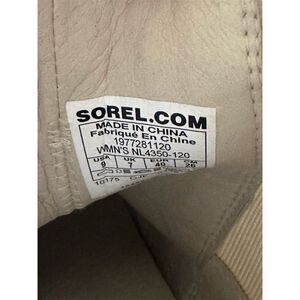 SOREL.COM
MADE IN CHINA
Fabriqué En Chine
1977281120
WMN'S NL4350-120
USA UK EUR CM
9 7 40 26
10175